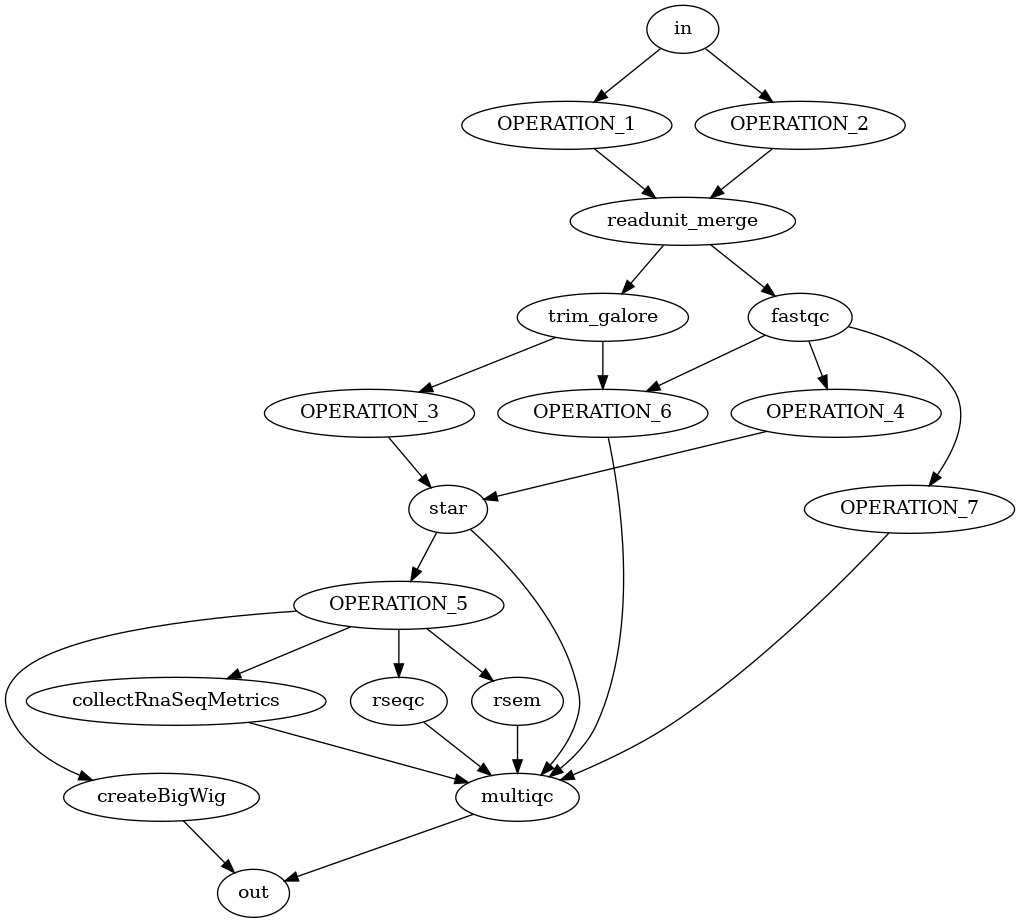 in
OPERATION_1
OPERATION_2
readunit_merge
trim_galore
fastqc
OPERATION_3
OPERATION_6
OPERATION_4
star
OPERATION_7
OPERATION_5
collectRnaSeqMetrics
rseqc
rsem
createBigWig
multiqc
out